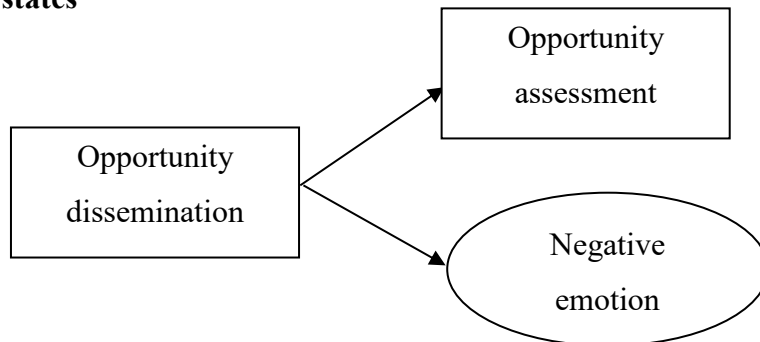 states
Opportunity
assessment
Opportunity
dissemination
Negative
emotion